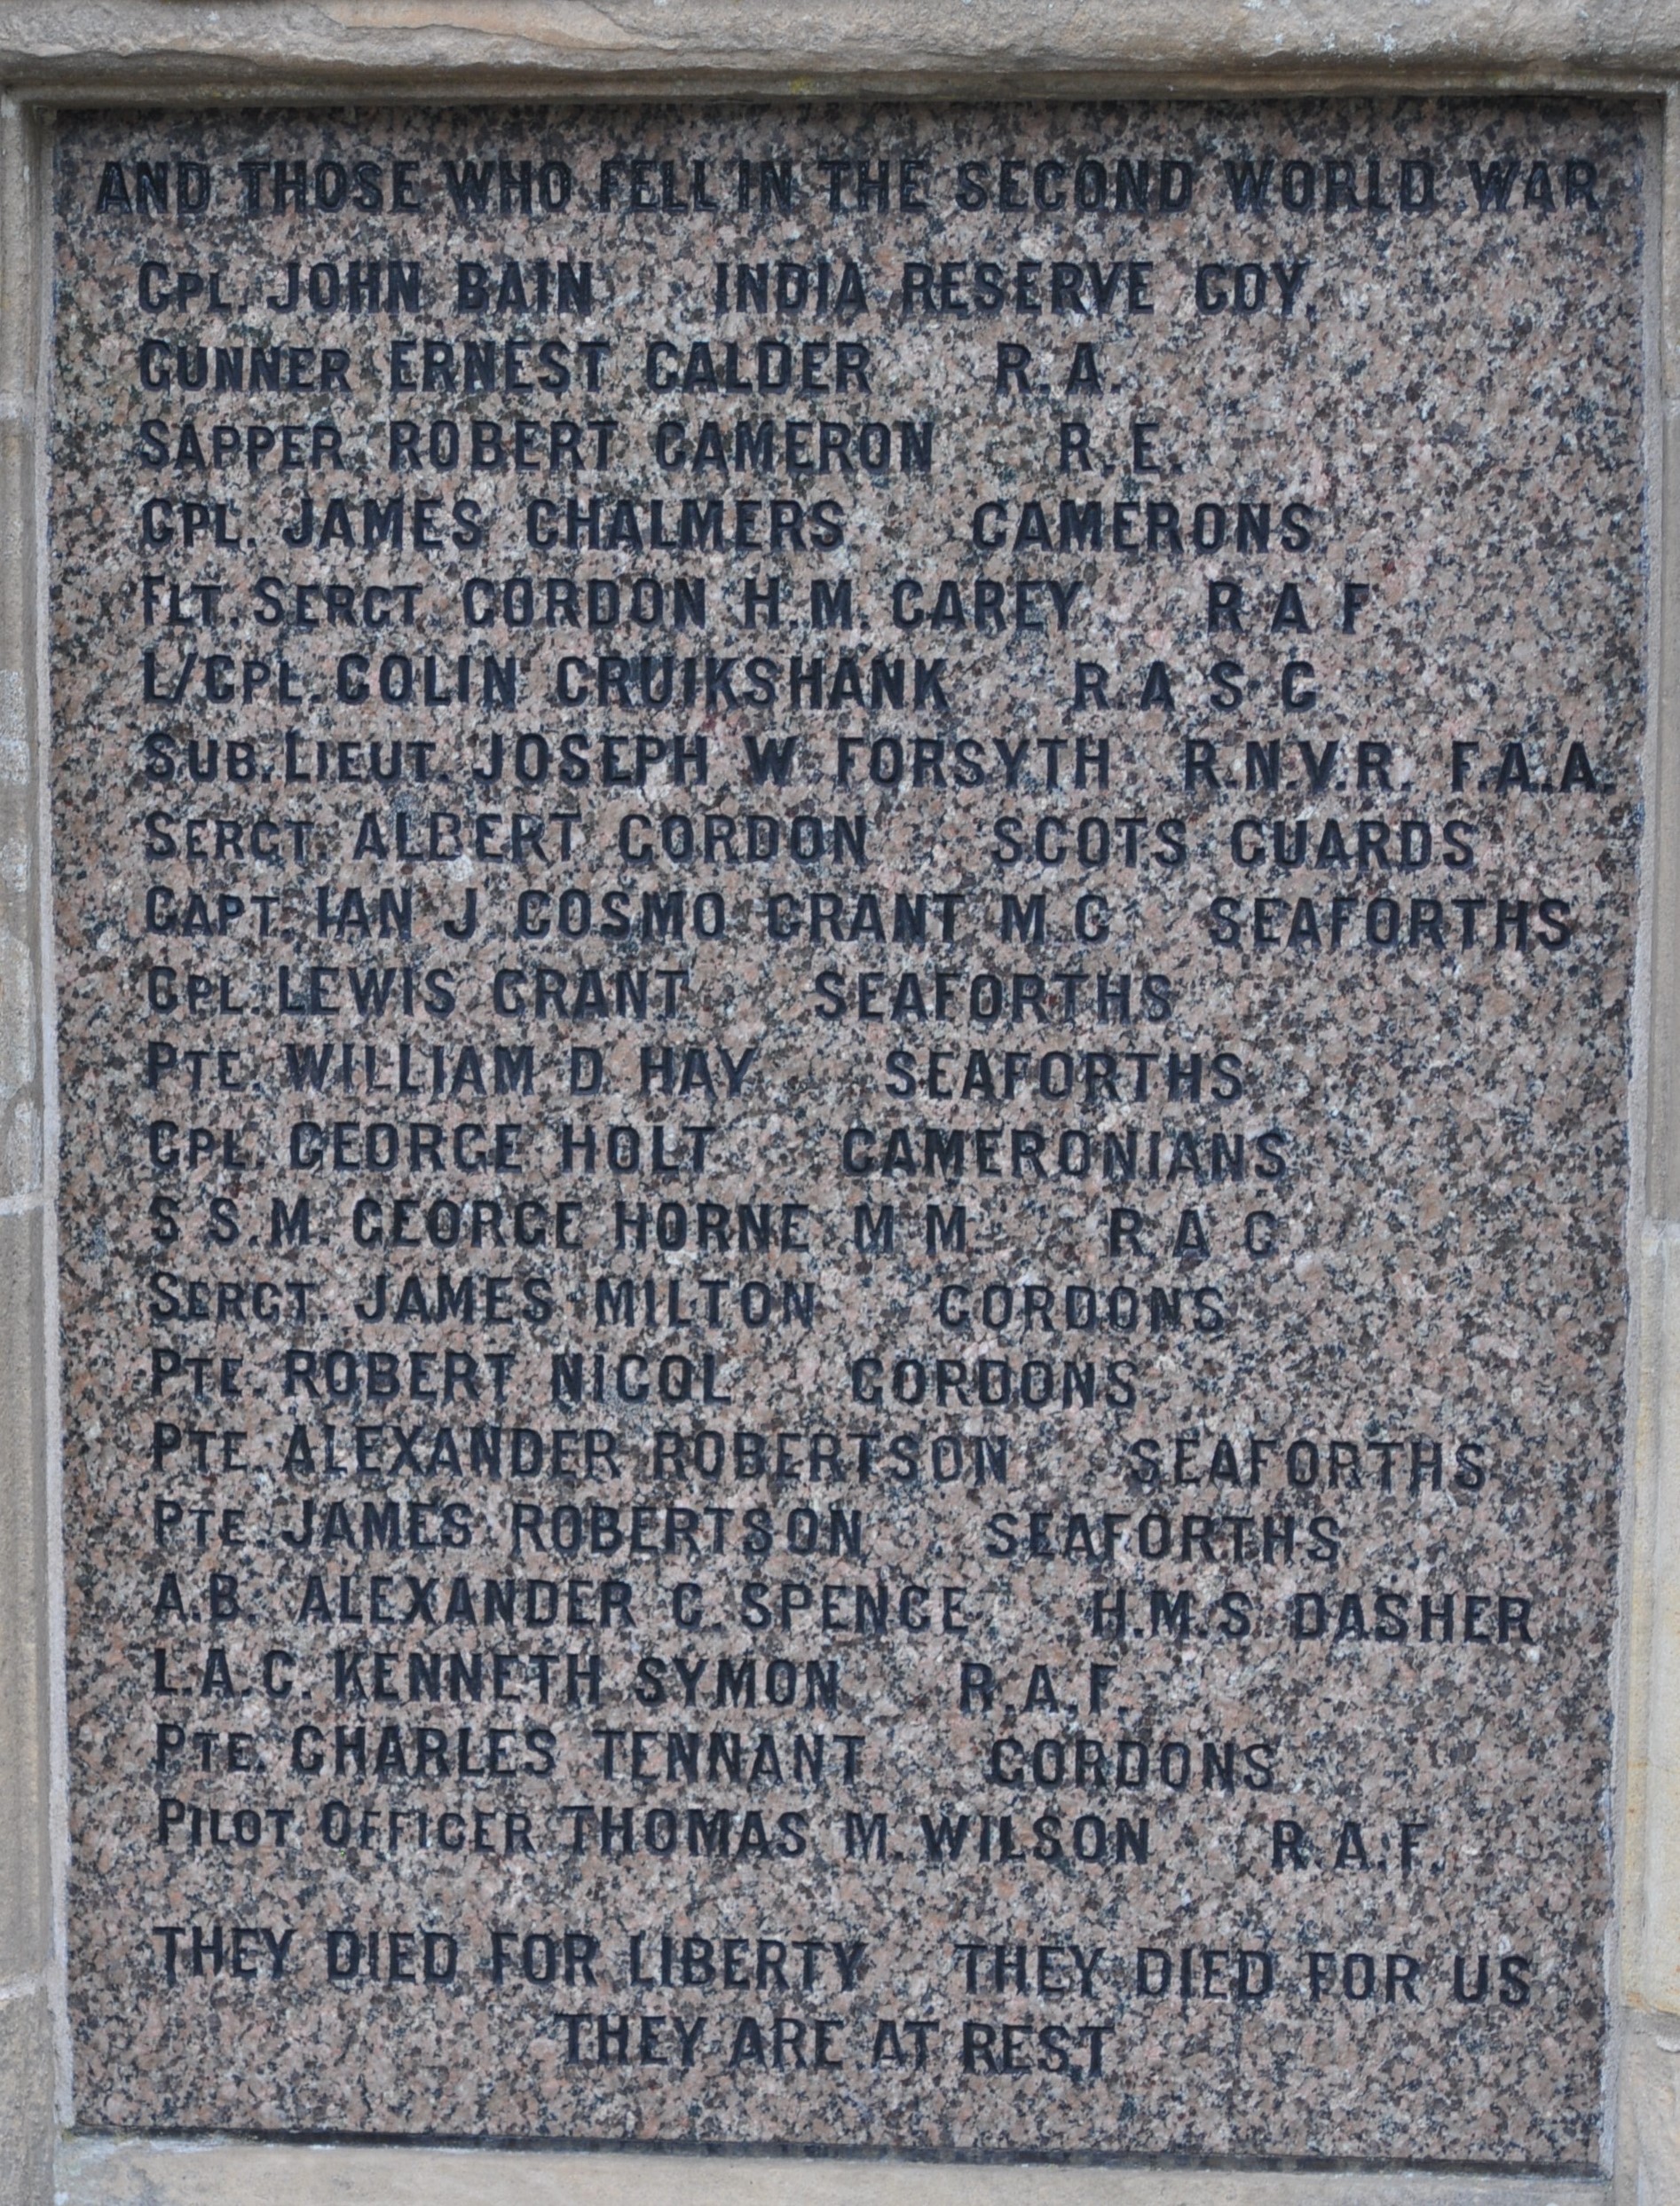 AND THOSE WHO FELL IN THE SECOND WORLD WAR
CPL. JOHN BAIN INDIA RESERVE COY.
GUNNER ERNEST CALDER R.A.
SAPPER ROBERT CAMERON R.E.
CPL. JAMES CHALMERS CAMERONS
FLT. SERGT. GORDON H.M. CAREY R A F
L/CPL. COLIN CRUIKSHANK R.A.S.C
SUB.LIEUT. JOSEPH W. FORSYTH R.N.V.R. F.A.A.
SERGT. ALBERT GORDON SCOTS GUARDS
CAPT. IAN J COSMO GRANT M.C SEAFORTHS
CPL. LEWIS GRANT SEAFORTHS
PTE. WILLIAM D. HAY SEAFORTHS
CPL. GEORGE HOLT CAMERONIANS
S.S.M. GEORGE HORNE M.M. R.A.C
SERGT. JAMES MILTON GORDONS
PTE. ROBERT NICOL GORDONS
PTE. ALEXANDER ROBERTSON SEAFORTHS
PTE. JAMES ROBERTSON SEAFORTHS
A.B. ALEXANDER G. SPENCE H.M.S. DASHER
L.A.C. KENNETH SYMON R.A.F.
PTE. CHARLES TENNANT GORDONS
PILOT OFFICER THOMAS M. WILSON R.A.F.
THEY DIED FOR LIBERTY THEY DIED FOR US
THEY ARE AT REST